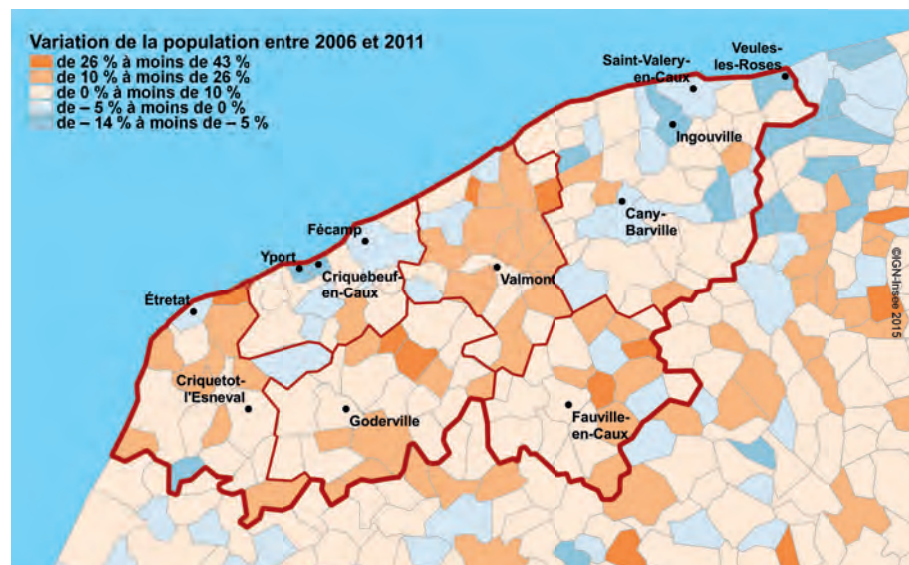 Variation de la population entre 2006 et 2011
de 26 % à moins de 43 %
de 10 % à moins de 26 %
de 0 % à moins de 10 %
de – 5 % à moins de 0 %
de – 14 % à moins de – 5 %
Saint-Valery-
en-Caux
Veules-
les-Roses
Ingouville
Cany-
Barville
Fécamp
Yport
Criquebeuf-
en-Caux
Valmont
Étretat
Criquetot-
l'Esneval
Goderville
Fauville-
en-Caux
©IGN-Insee 2015